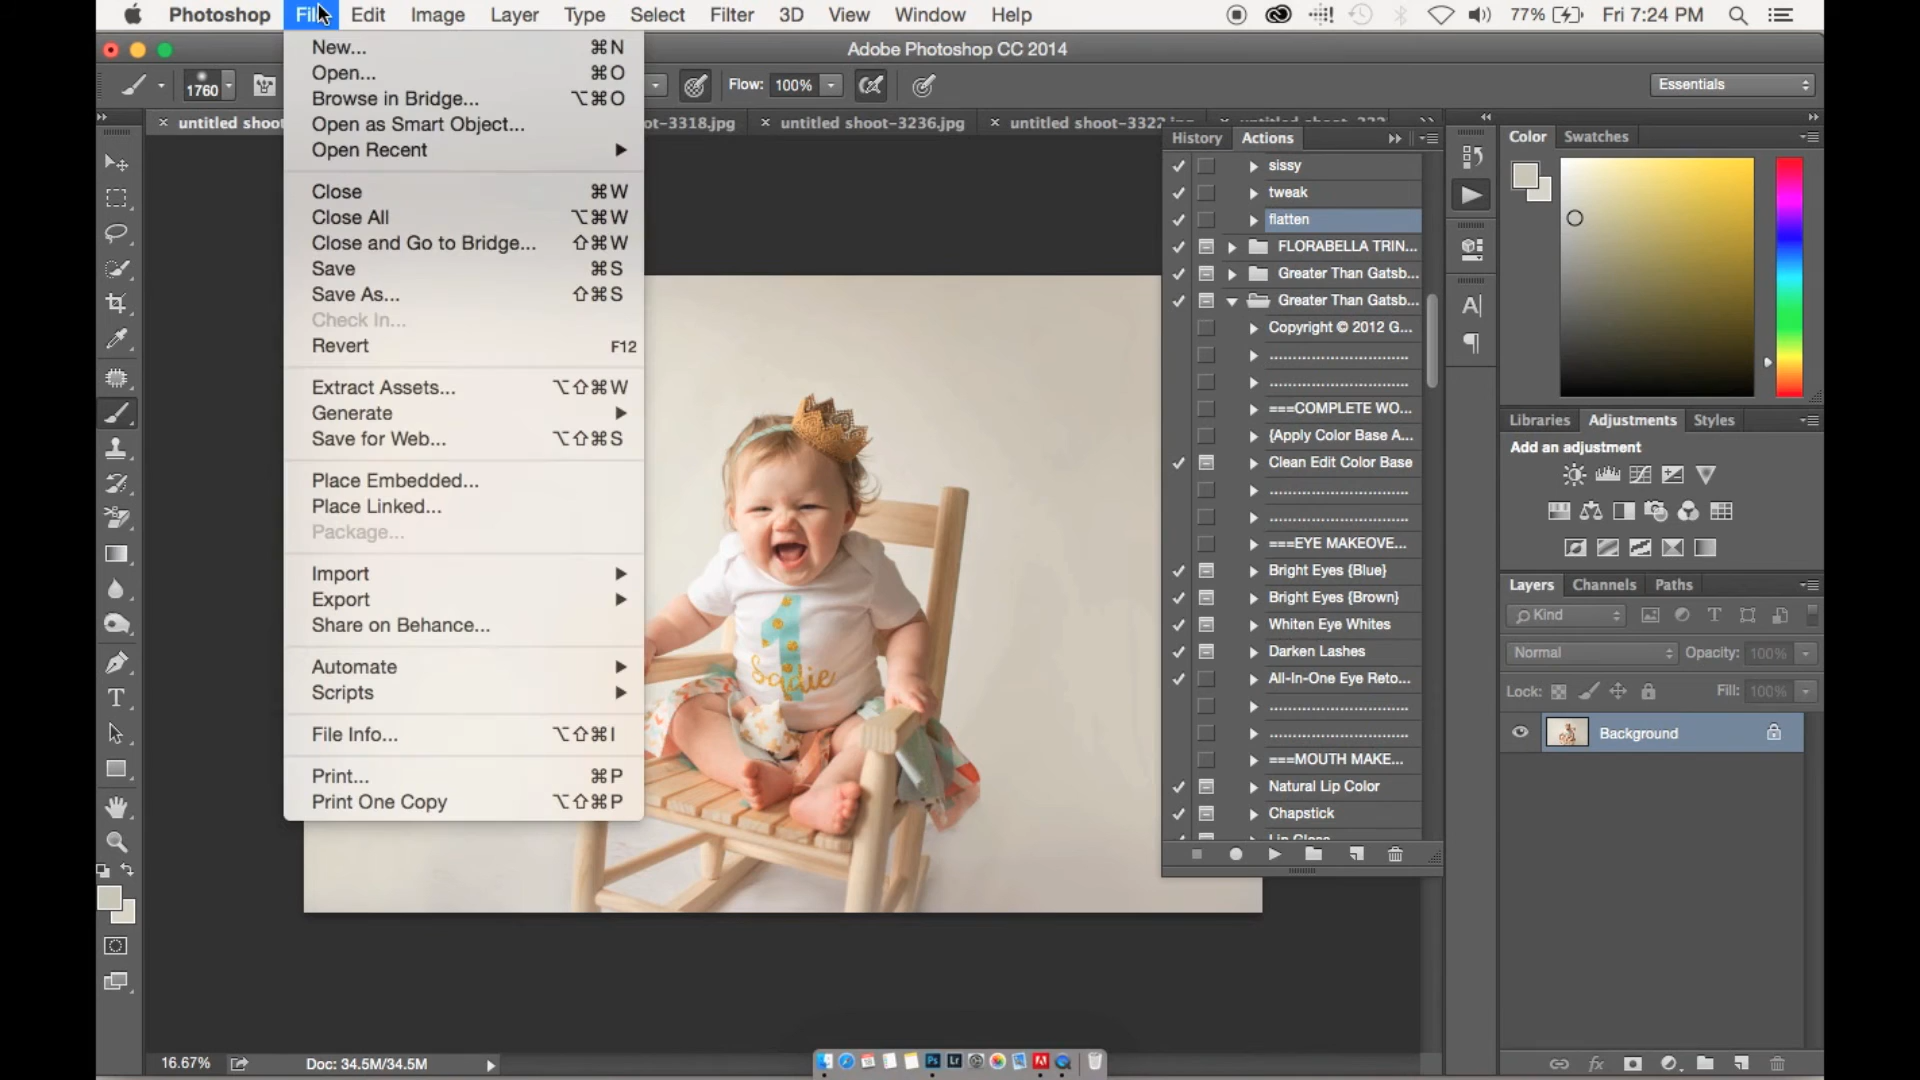 Photoshop File Edit Image Layer Type Select Filter 3D View Window Help 77% Fri 7:24 PM
Adobe Photoshop CC 2014
1760 Flow: 100% Essentials
untitled shoot-3318.jpg untitled shoot-3236.jpg untitled shoot-3322
New... ⌘N
Open... ⌘O
Browse in Bridge... ⌥⌘O
Open as Smart Object...
Open Recent
Close ⌘W
Close All ⌥⌘W
Close and Go to Bridge... ⇧⌘W
Save ⌘S
Save As... ⇧⌘S
Check In...
Revert F12
Extract Assets... ⌥⇧⌘W
Generate
Save for Web... ⌥⇧⌘S
Place Embedded...
Place Linked...
Package...
Import
Export
Share on Behance...
Automate
Scripts
File Info... ⌥⇧⌘I
Print... ⌘P
Print One Copy ⌥⇧⌘P
1
Sadie
History Actions
sissy
tweak
flatten
FLORABELLA TRIN...
Greater Than Gatsb...
Greater Than Gatsb...
Copyright © 2012 G...
..............................
..............................
===COMPLETE WO...
{Apply Color Base A...
Clean Edit Color Base
..............................
..............................
===EYE MAKEOVE...
Bright Eyes {Blue}
Bright Eyes {Brown}
Whiten Eye Whites
Darken Lashes
All-In-One Eye Reto...
..............................
..............................
===MOUTH MAKE...
Natural Lip Color
Chapstick
Lip Gloss
Color Swatches
Libraries Adjustments Styles
Add an adjustment
Layers Channels Paths
Kind
Normal Opacity: 100%
Lock: Fill: 100%
Background
16.67% Doc: 34.5M/34.5M